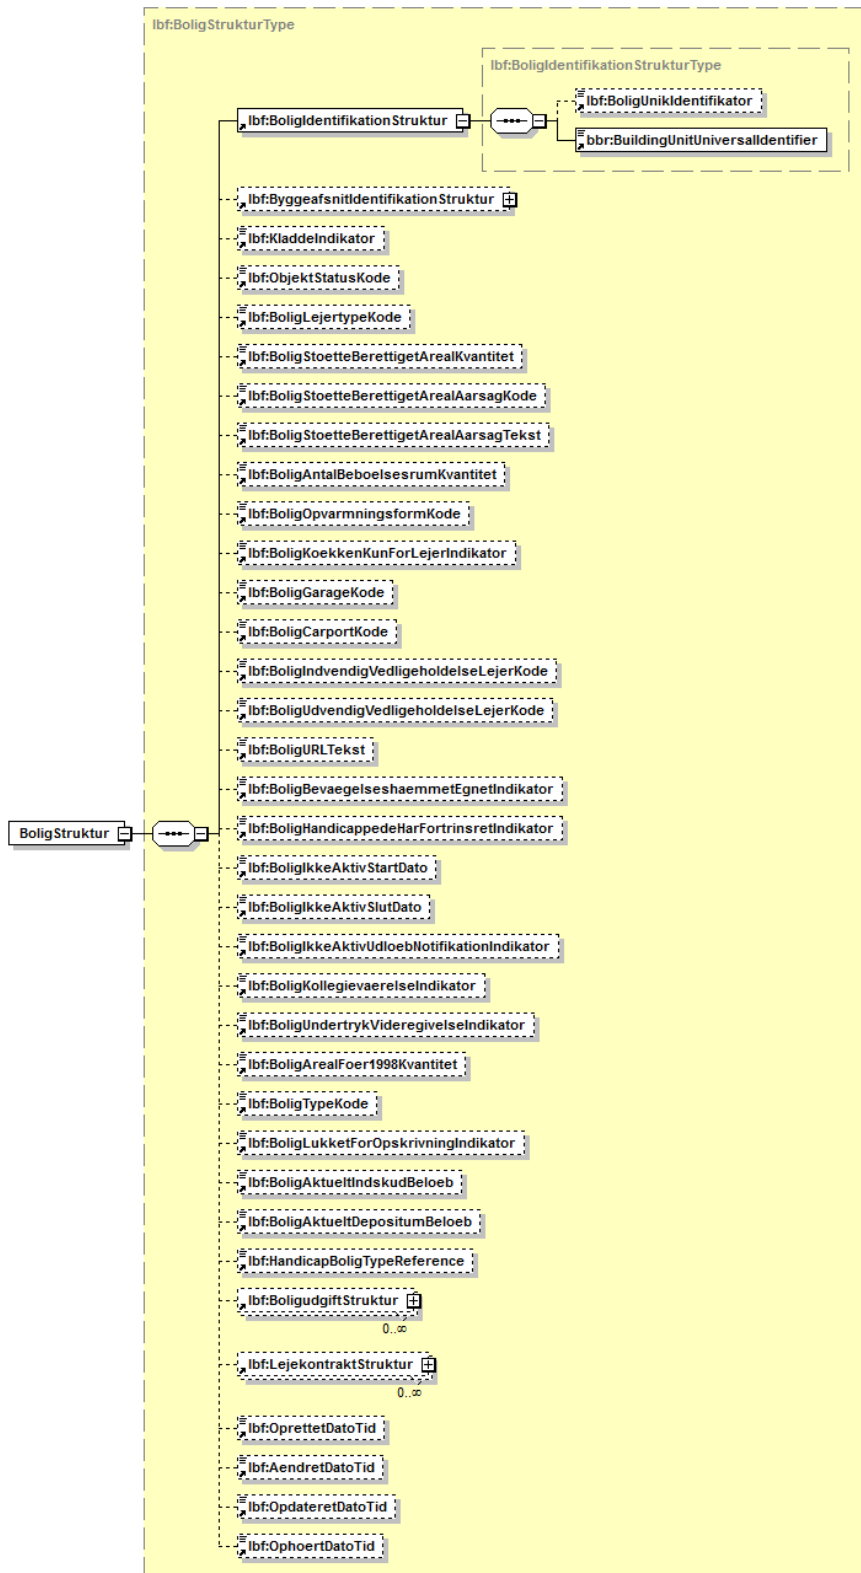 lbf:BoligStrukturType
lbf:BoligIdentifikationStrukturType
lbf:BoligUnikIdentifikator
lbf:BoligIdentifikationStruktur
bbr:BuildingUnitUniversalIdentifier
lbf:ByggeafsnitIdentifikationStruktur
lbf:KladdeIndikator
lbf:ObjektStatusKode
lbf:BoligLejertypeKode
lbf:BoligStoetteBerettigetArealKvantitet
lbf:BoligStoetteBerettigetArealAarsagKode
lbf:BoligStoetteBerettigetArealAarsagTekst
lbf:BoligAntalBeboelsesrumKvantitet
lbf:BoligOpvarmningsformKode
lbf:BoligKoekkenKunForLejerIndikator
lbf:BoligGarageKode
lbf:BoligCarportKode
lbf:BoligIndvendigVedligeholdelseLejerKode
lbf:BoligUdvendigVedligeholdelseLejerKode
lbf:BoligURLTekst
lbf:BoligBevaegelseshaemmetEgnetIndikator
BoligStruktur
lbf:BoligHandicappedeHarFortrinsretIndikator
lbf:BoligIkkeAktivStartDato
lbf:BoligIkkeAktivSlutDato
lbf:BoligIkkeAktivUdloebNotifikationIndikator
lbf:BoligKollegievaerelseIndikator
lbf:BoligUndertrykVideregivelseIndikator
lbf:BoligArealFoer1998Kvantitet
lbf:BoligTypeKode
lbf:BoligLukketForOpskrivningIndikator
lbf:BoligAktueltIndskudBeloeb
lbf:BoligAktueltDepositumBeloeb
lbf:HandicapBoligTypeReference
lbf:BoligudgiftStruktur
0..∞
lbf:LejekontraktStruktur
0..∞
lbf:OprettetDatoTid
lbf:AendretDatoTid
lbf:OpdateretDatoTid
lbf:OphoertDatoTid